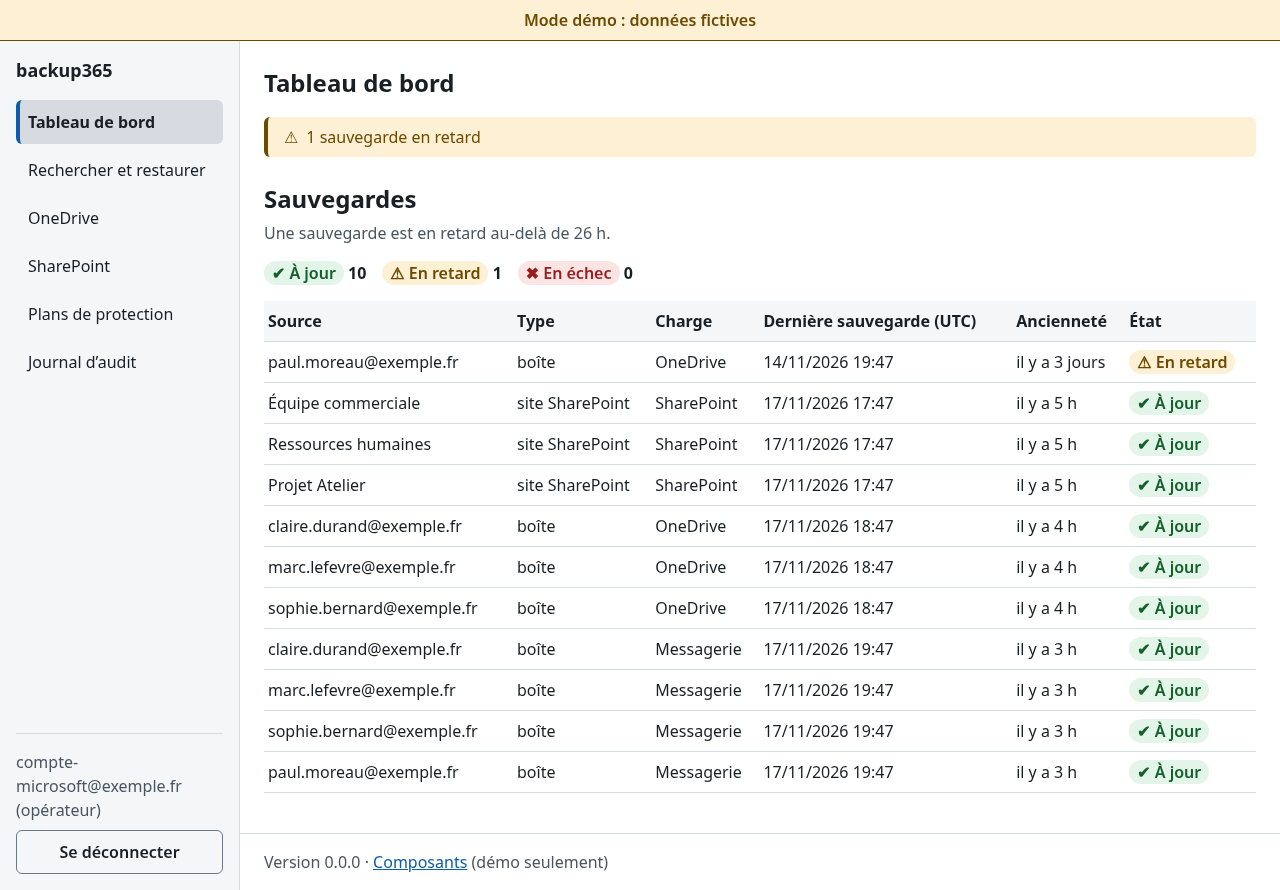 Mode démo : données fictives
backup365
Tableau de bord
Rechercher et restaurer
OneDrive
SharePoint
Plans de protection
Journal d’audit
compte-
microsoft@exemple.fr
(opérateur)
Se déconnecter
Tableau de bord
⚠ 1 sauvegarde en retard
Sauvegardes
Une sauvegarde est en retard au-delà de 26 h.
✔ À jour 10 ⚠ En retard 1 ✖ En échec 0
Source Type Charge Dernière sauvegarde (UTC) Ancienneté État
paul.moreau@exemple.fr boîte OneDrive 14/11/2026 19:47 il y a 3 jours ⚠ En retard
Équipe commerciale site SharePoint SharePoint 17/11/2026 17:47 il y a 5 h ✔ À jour
Ressources humaines site SharePoint SharePoint 17/11/2026 17:47 il y a 5 h ✔ À jour
Projet Atelier site SharePoint SharePoint 17/11/2026 17:47 il y a 5 h ✔ À jour
claire.durand@exemple.fr boîte OneDrive 17/11/2026 18:47 il y a 4 h ✔ À jour
marc.lefevre@exemple.fr boîte OneDrive 17/11/2026 18:47 il y a 4 h ✔ À jour
sophie.bernard@exemple.fr boîte OneDrive 17/11/2026 18:47 il y a 4 h ✔ À jour
claire.durand@exemple.fr boîte Messagerie 17/11/2026 19:47 il y a 3 h ✔ À jour
marc.lefevre@exemple.fr boîte Messagerie 17/11/2026 19:47 il y a 3 h ✔ À jour
sophie.bernard@exemple.fr boîte Messagerie 17/11/2026 19:47 il y a 3 h ✔ À jour
paul.moreau@exemple.fr boîte Messagerie 17/11/2026 19:47 il y a 3 h ✔ À jour
Version 0.0.0 · Composants (démo seulement)